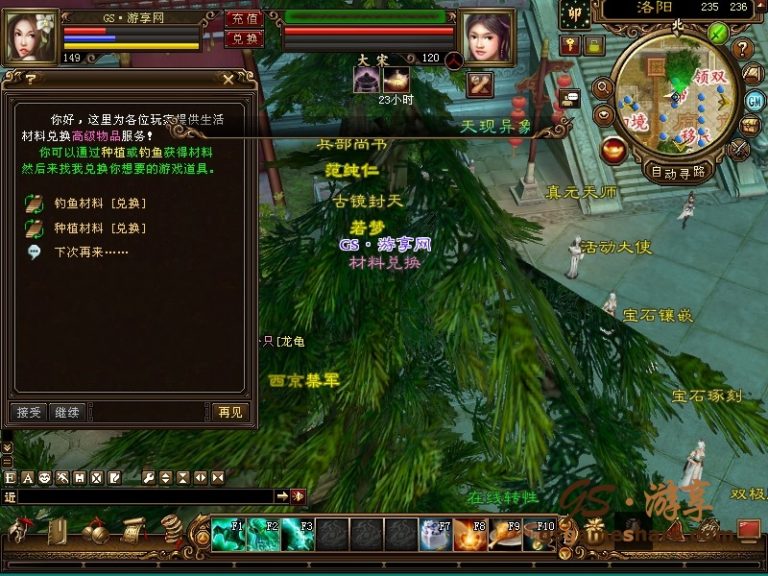 GS·游享网
149
充值
兑换
大宋
120
23小时
卯
洛阳
235 236
北
领双
移民
自动寻路
GM
?
你好，这里为各位玩家提供生活
材料兑换高级物品服务！
你可以通过种植或钓鱼获得材料
然后来找我兑换你想要的游戏道具。
钓鱼材料 [兑换]
种植材料 [兑换]
下次再来……
接受
继续
再见
天现异象
兵部尚书
范纯仁
古镜封天
若梦
GS·游享网
材料兑换
真元天师
活动大使
宝石镶嵌
只[龙龟
西京禁军
宝石琢刻
在线转性
双极
近
F1
F2
F3
F7
F8
F9
F10
GS·游享